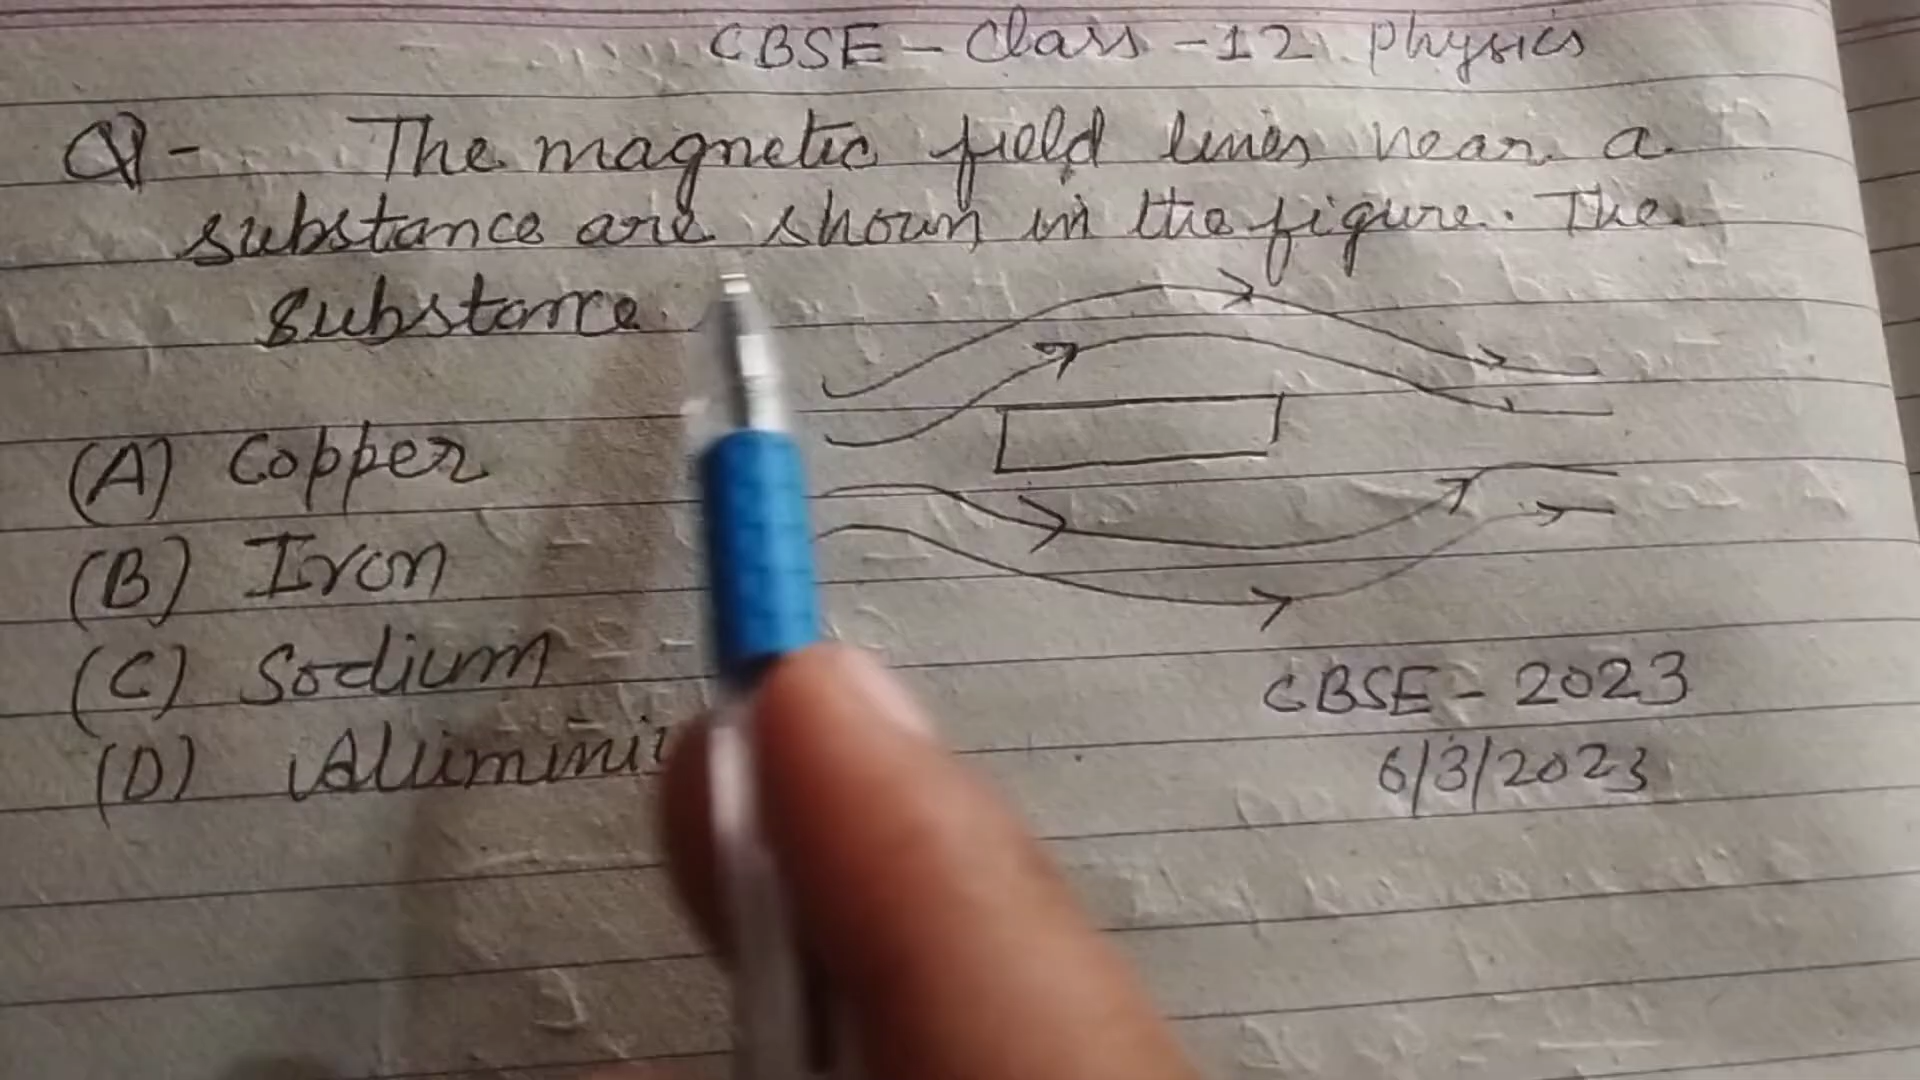 CBSE - Class - 12 Physics
Q - The magnetic field lines near a
substance are shown in the figure. The
substance
(A) Copper
(B) Iron
(C) Sodium
(D)
CBSE - 2023
6/3/2023